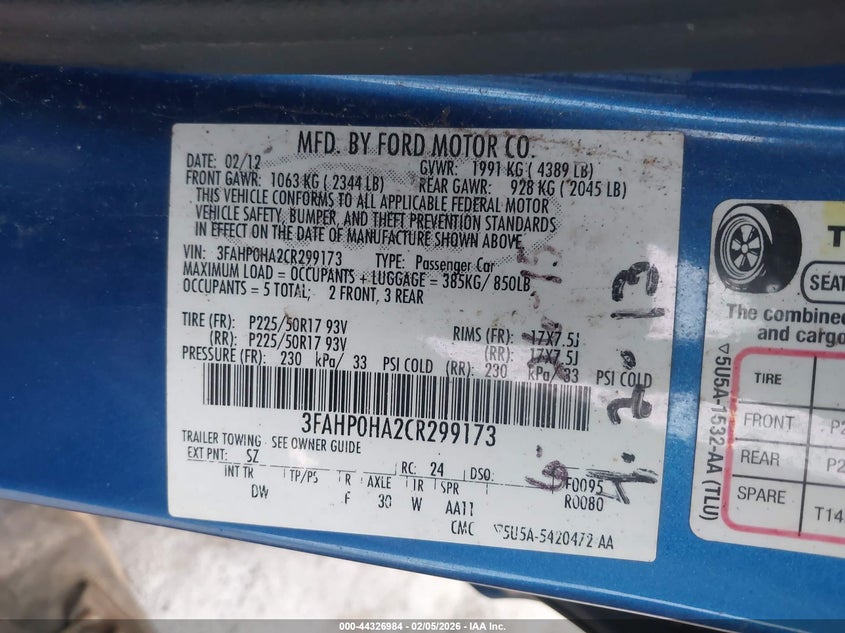 MFD. BY FORD MOTOR CO.
DATE: 02/12 GVWR: 1991 KG ( 4389 LB)
FRONT GAWR: 1063 KG ( 2344 LB) REAR GAWR: 928 KG ( 2045 LB)
THIS VEHICLE CONFORMS TO ALL APPLICABLE FEDERAL MOTOR
VEHICLE SAFETY, BUMPER, AND THEFT PREVENTION STANDARDS
IN EFFECT ON THE DATE OF MANUFACTURE SHOWN ABOVE.
VIN: 3FAHP0HA2CR299173 TYPE: Passenger Car
MAXIMUM LOAD = OCCUPANTS + LUGGAGE = 385KG/ 850LB
OCCUPANTS = 5 TOTAL; 2 FRONT, 3 REAR
TIRE (FR): P225/50R17 93V RIMS (FR): 17X7.5J
(RR): P225/50R17 93V (RR): 17X7.5J
PRESSURE (FR): 230 kPa/ 33 PSI COLD (RR): 230 kPa/ 33 PSI COLD
3FAHP0HA2CR299173
TRAILER TOWING: SEE OWNER GUIDE
EXT PNT: SZ RC: 24 DSO: F0095
INT TR TP/PS R AXLE TR SPR R0080
DW F 30 W AA11
CMC 5U5A-5420472 AA
SEAT
The combined
and cargo
TIRE
FRONT P2
REAR P2
SPARE T14
5U5A-1532-AA (TLU)
000-44326984 - 02/05/2026 - IAA Inc.